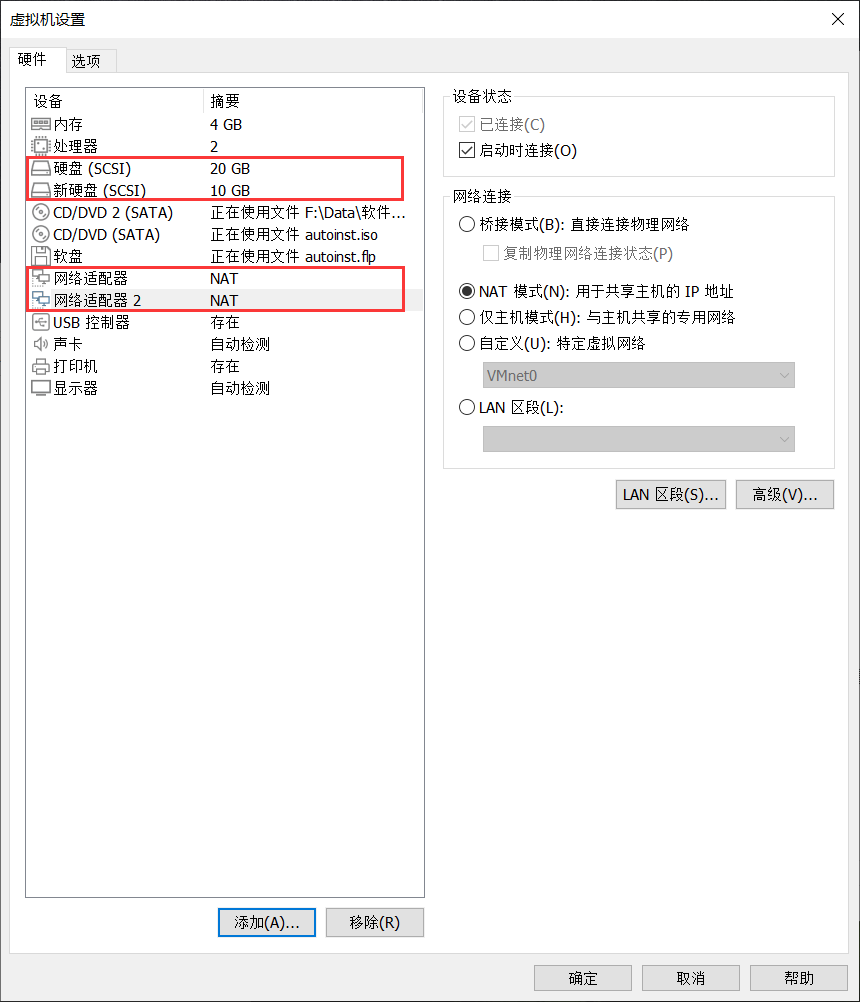 虚拟机设置
硬件
选项
设备 摘要
内存 4 GB
处理器 2
硬盘 (SCSI) 20 GB
新硬盘 (SCSI) 10 GB
CD/DVD 2 (SATA) 正在使用文件 F:\Data\软件...
CD/DVD (SATA) 正在使用文件 autoinst.iso
软盘 正在使用文件 autoinst.flp
网络适配器 NAT
网络适配器 2 NAT
USB 控制器 存在
声卡 自动检测
打印机 存在
显示器 自动检测
添加(A)...
移除(R)
设备状态
已连接(C)
启动时连接(O)
网络连接
桥接模式(B): 直接连接物理网络
复制物理网络连接状态(P)
NAT 模式(N): 用于共享主机的 IP 地址
仅主机模式(H): 与主机共享的专用网络
自定义(U): 特定虚拟网络
VMnet0
LAN 区段(L):
LAN 区段(S)...
高级(V)...
确定
取消
帮助